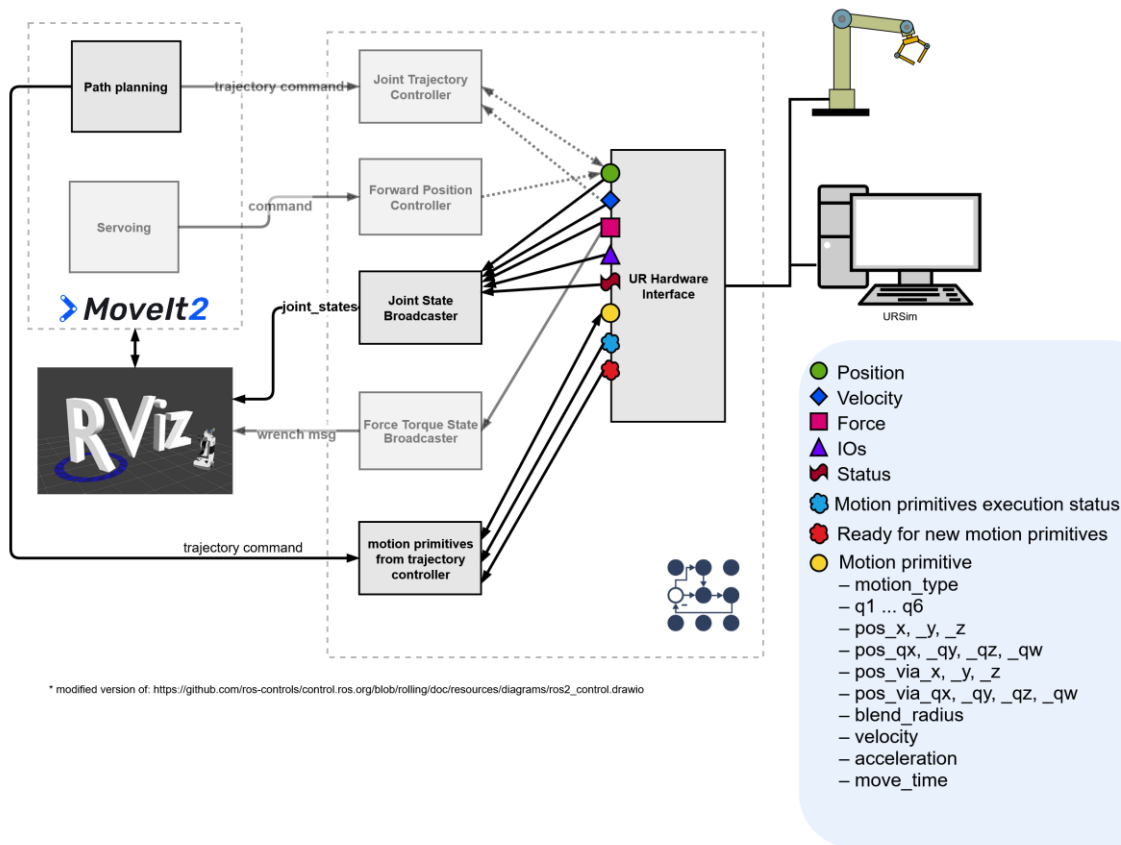 Path planning
trajectory command
Joint Trajectory
Controller
Servoing
command
Forward Position
Controller
MoveIt2
joint_states
Joint State
Broadcaster
UR Hardware
Interface
URSim
RViz
wrench msg
Force Torque State
Broadcaster
trajectory command
motion primitives
from trajectory
controller
Position
Velocity
Force
IOs
Status
Motion primitives execution status
Ready for new motion primitives
Motion primitive
– motion_type
– q1 ... q6
– pos_x, _y, _z
– pos_qx, _qy, _qz, _qw
– pos_via_x, _y, _z
– pos_via_qx, _qy, _qz, _qw
– blend_radius
– velocity
– acceleration
– move_time
* modified version of: https://github.com/ros-controls/control.ros.org/blob/rolling/doc/resources/diagrams/ros2_control.drawio